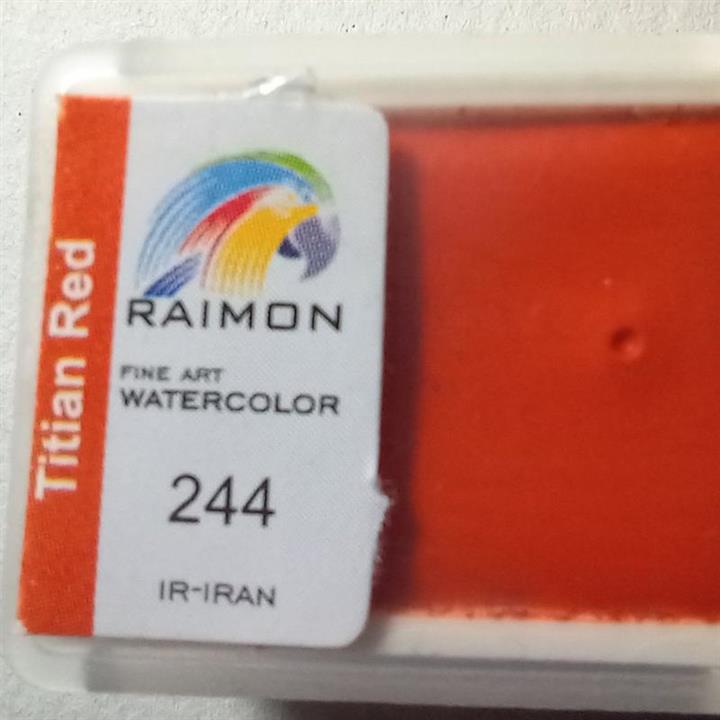 Titian Red
RAIMON
FINE ART
WATERCOLOR
244
IR-IRAN